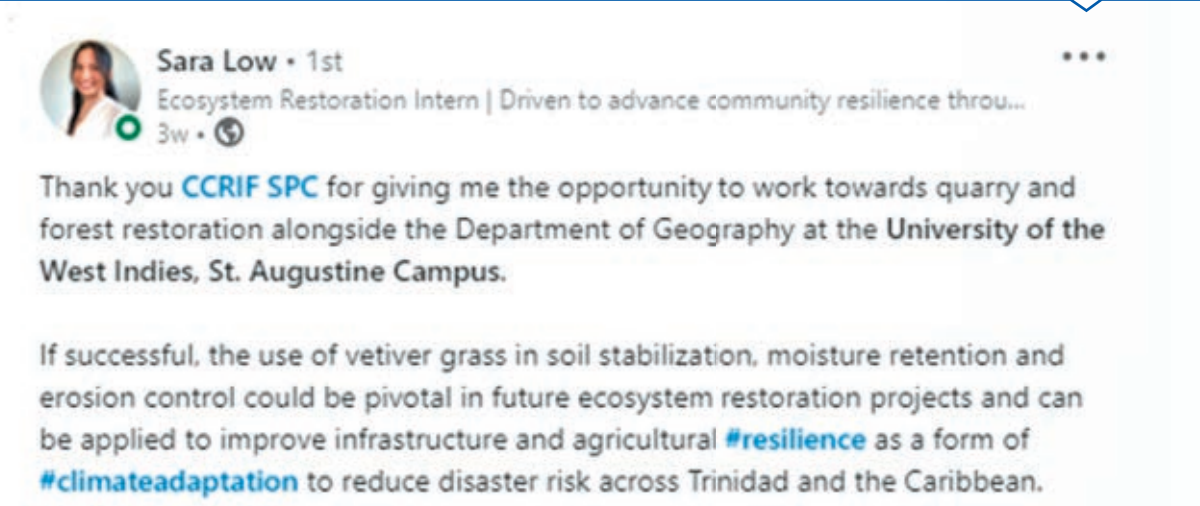 Sara Low • 1st
Ecosystem Restoration Intern | Driven to advance community resilience throu...
3w •
Thank you CCRIF SPC for giving me the opportunity to work towards quarry and
forest restoration alongside the Department of Geography at the University of the
West Indies, St. Augustine Campus.
If successful, the use of vetiver grass in soil stabilization, moisture retention and
erosion control could be pivotal in future ecosystem restoration projects and can
be applied to improve infrastructure and agricultural #resilience as a form of
#climateadaptation to reduce disaster risk across Trinidad and the Caribbean.